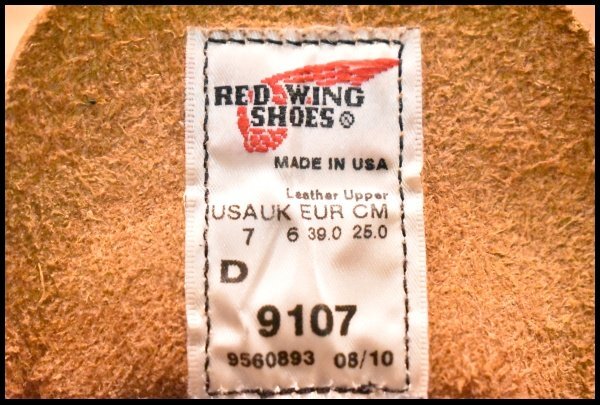 RED WING
SHOES®
MADE IN USA
Leather Upper
USA UK EUR CM
7 6 39.0 25.0
D
9107
9560893 08/10